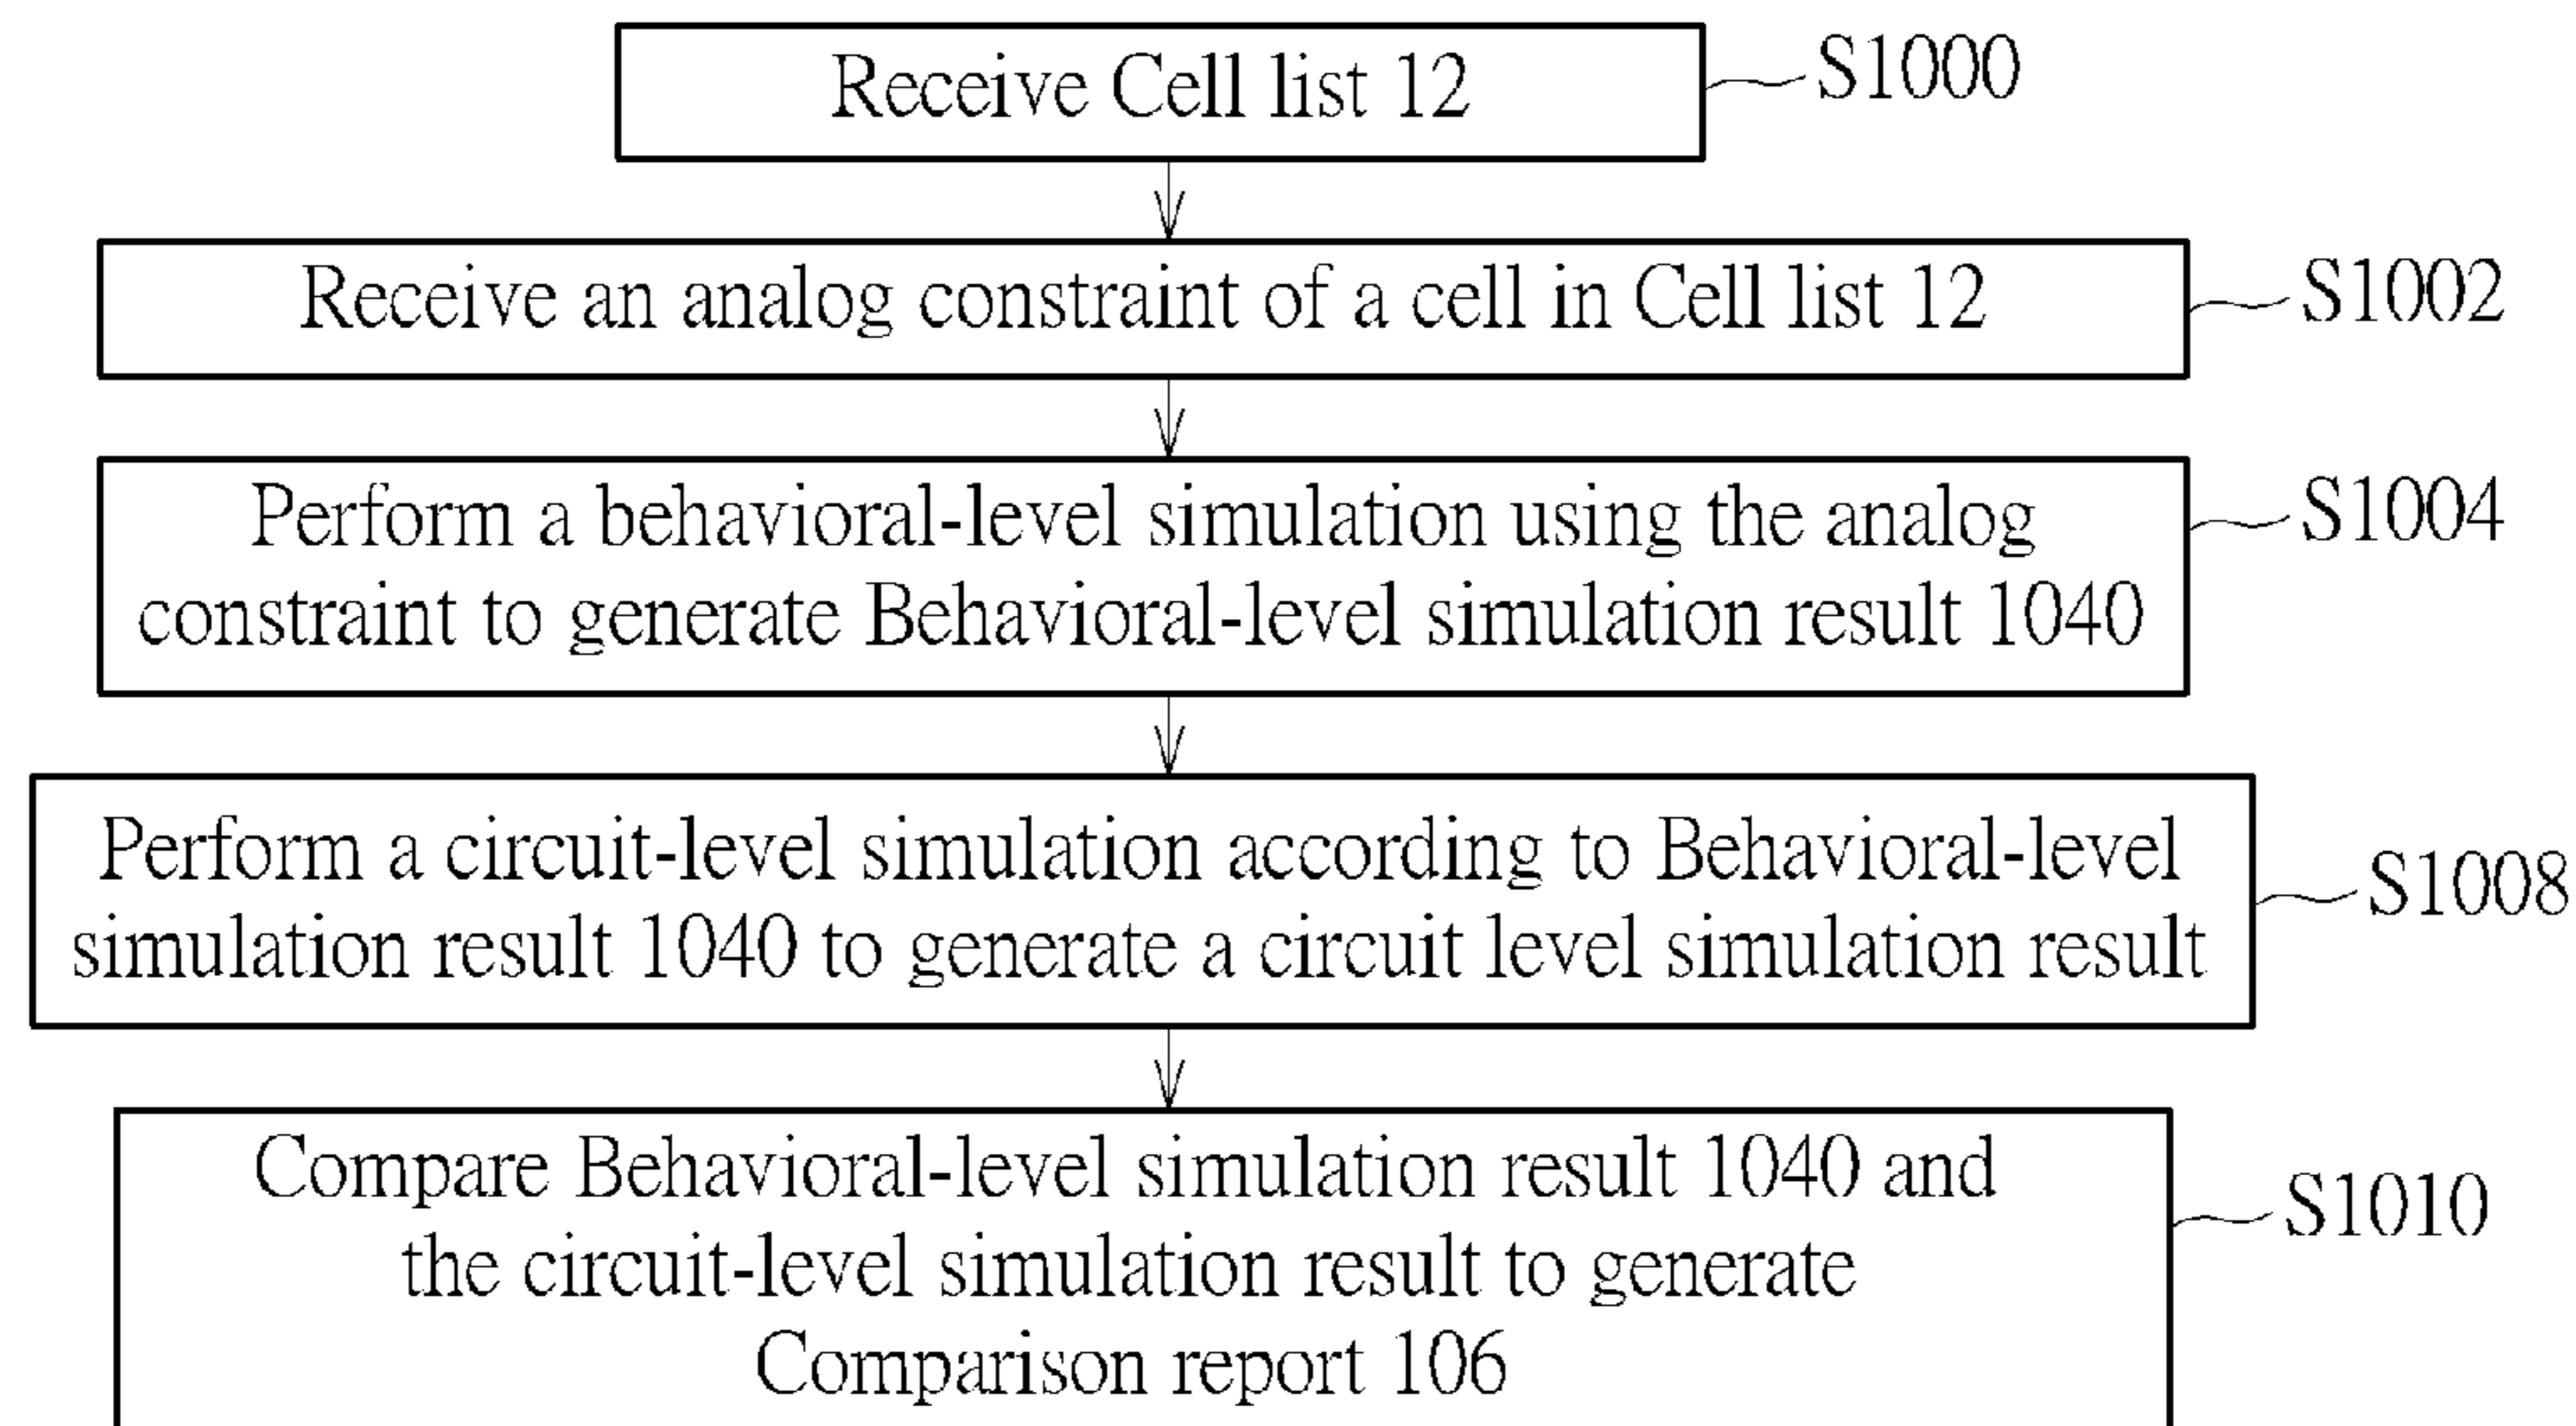 Receive Cell list 12
S1000
Receive an analog constraint of a cell in Cell list 12
S1002
Perform a behavioral-level simulation using the analog
constraint to generate Behavioral-level simulation result 1040
S1004
Perform a circuit-level simulation according to Behavioral-level
simulation result 1040 to generate a circuit level simulation result
S1008
Compare Behavioral-level simulation result 1040 and
the circuit-level simulation result to generate
Comparison report 106
S1010